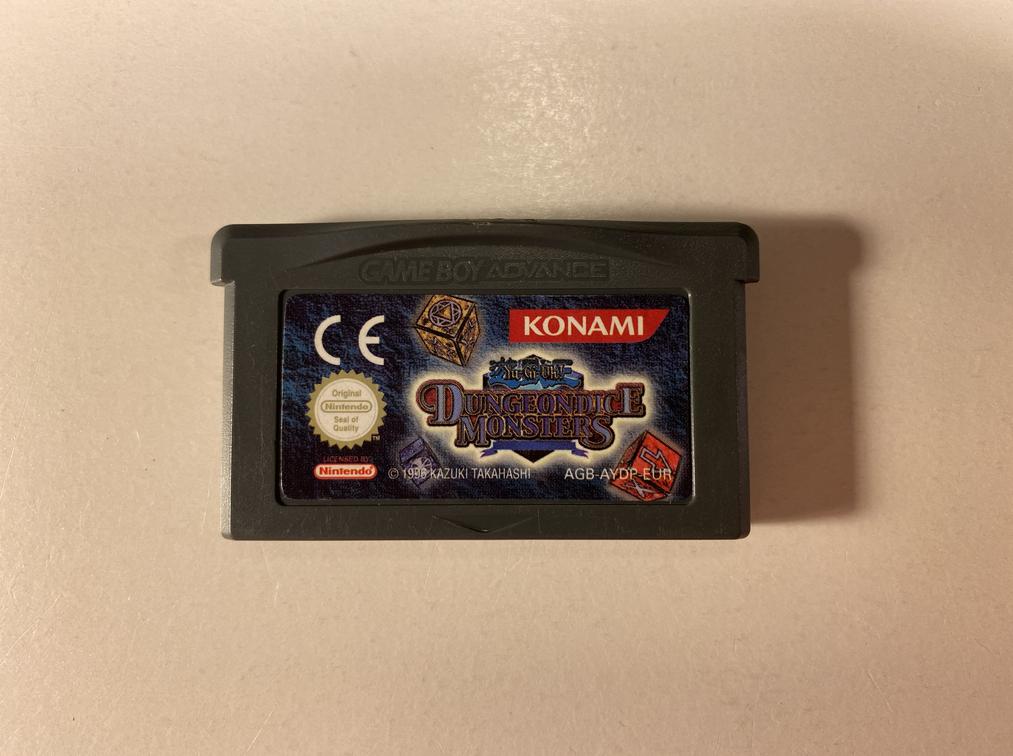 GAME BOY ADVANCE
CE
KONAMI
Yu-Gi-Oh!
DUNGEONDICE
MONSTERS
Original
Nintendo
Seal of
Quality
TM
LICENSED BY
Nintendo®
© 1996 KAZUKI TAKAHASHI
AGB-AYDP-EUR